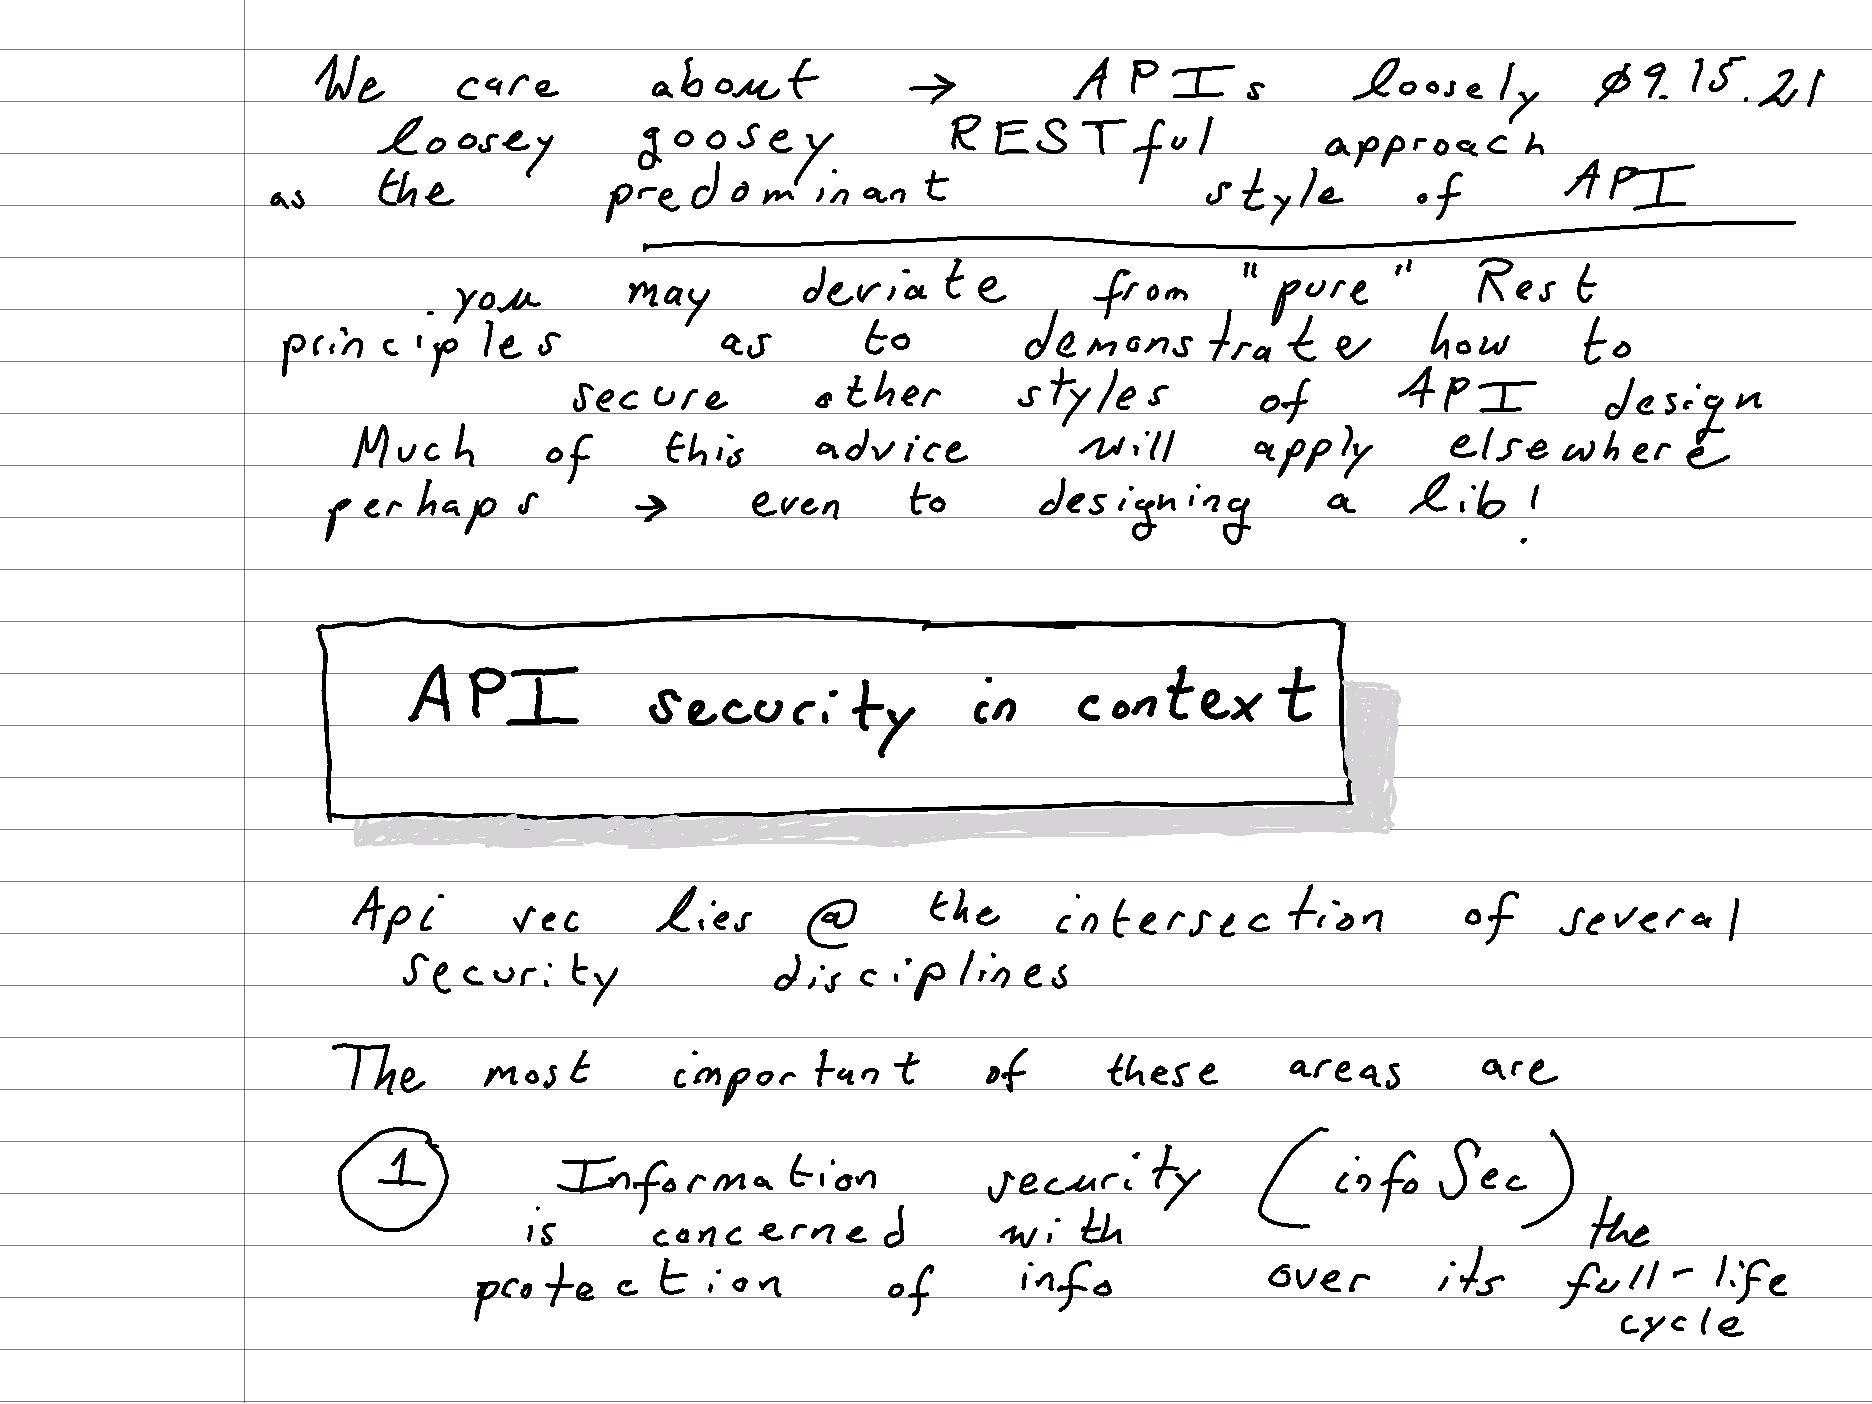 We care about → APIs loosely ø9.15.21
loosey goosey RESTful approach
as the predominant style of API
.you may deviate from "pure" Rest
principles as to demonstrate how to
secure other styles of API design
Much of this advice will apply elsewhere
perhaps → even to designing a lib!
API security in context
Api sec lies @ the intersection of several
security disciplines
The most important of these areas are
1 Information security (infoSec)
is concerned with the
protection of info over its full-life
cycle